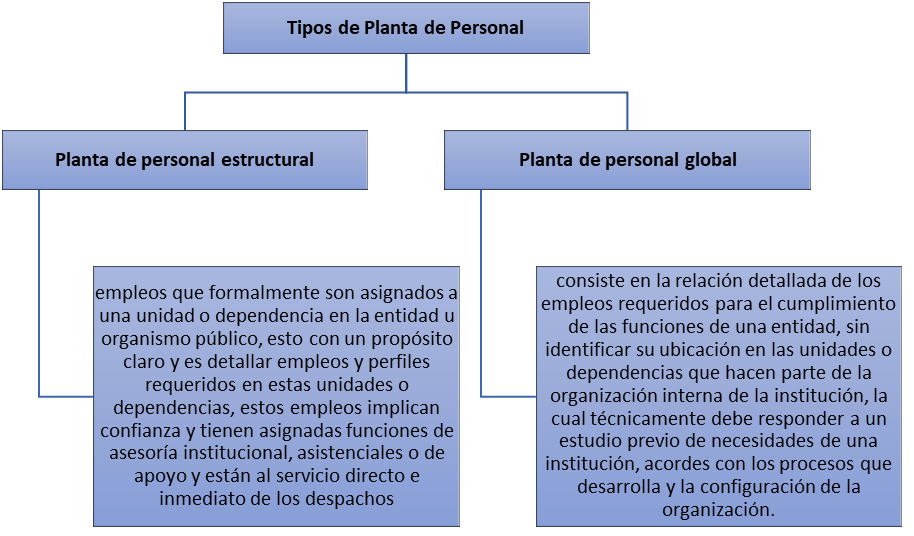 Tipos de Planta de Personal
Planta de personal estructural
Planta de personal global
empleos que formalmente son asignados a
una unidad o dependencia en la entidad u
organismo público, esto con un propósito
claro y es detallar empleos y perfiles
requeridos en estas unidades o
dependencias, estos empleos implican
confianza y tienen asignadas funciones de
asesoría institucional, asistenciales o de
apoyo y están al servicio directo e
inmediato de los despachos
consiste en la relación detallada de los
empleos requeridos para el cumplimiento
de las funciones de una entidad, sin
identificar su ubicación en las unidades o
dependencias que hacen parte de la
organización interna de la institución, la
cual técnicamente debe responder a un
estudio previo de necesidades de una
institución, acordes con los procesos que
desarrolla y la configuración de la
organización.